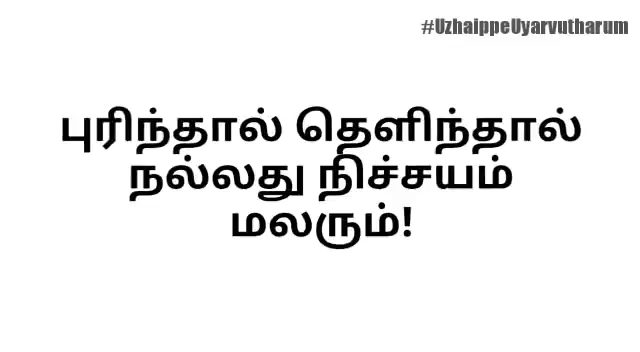 #UzhaippeUyarvutharum
புரிந்தால் தெளிந்தால்
நல்லது நிச்சயம்
மலரும்!